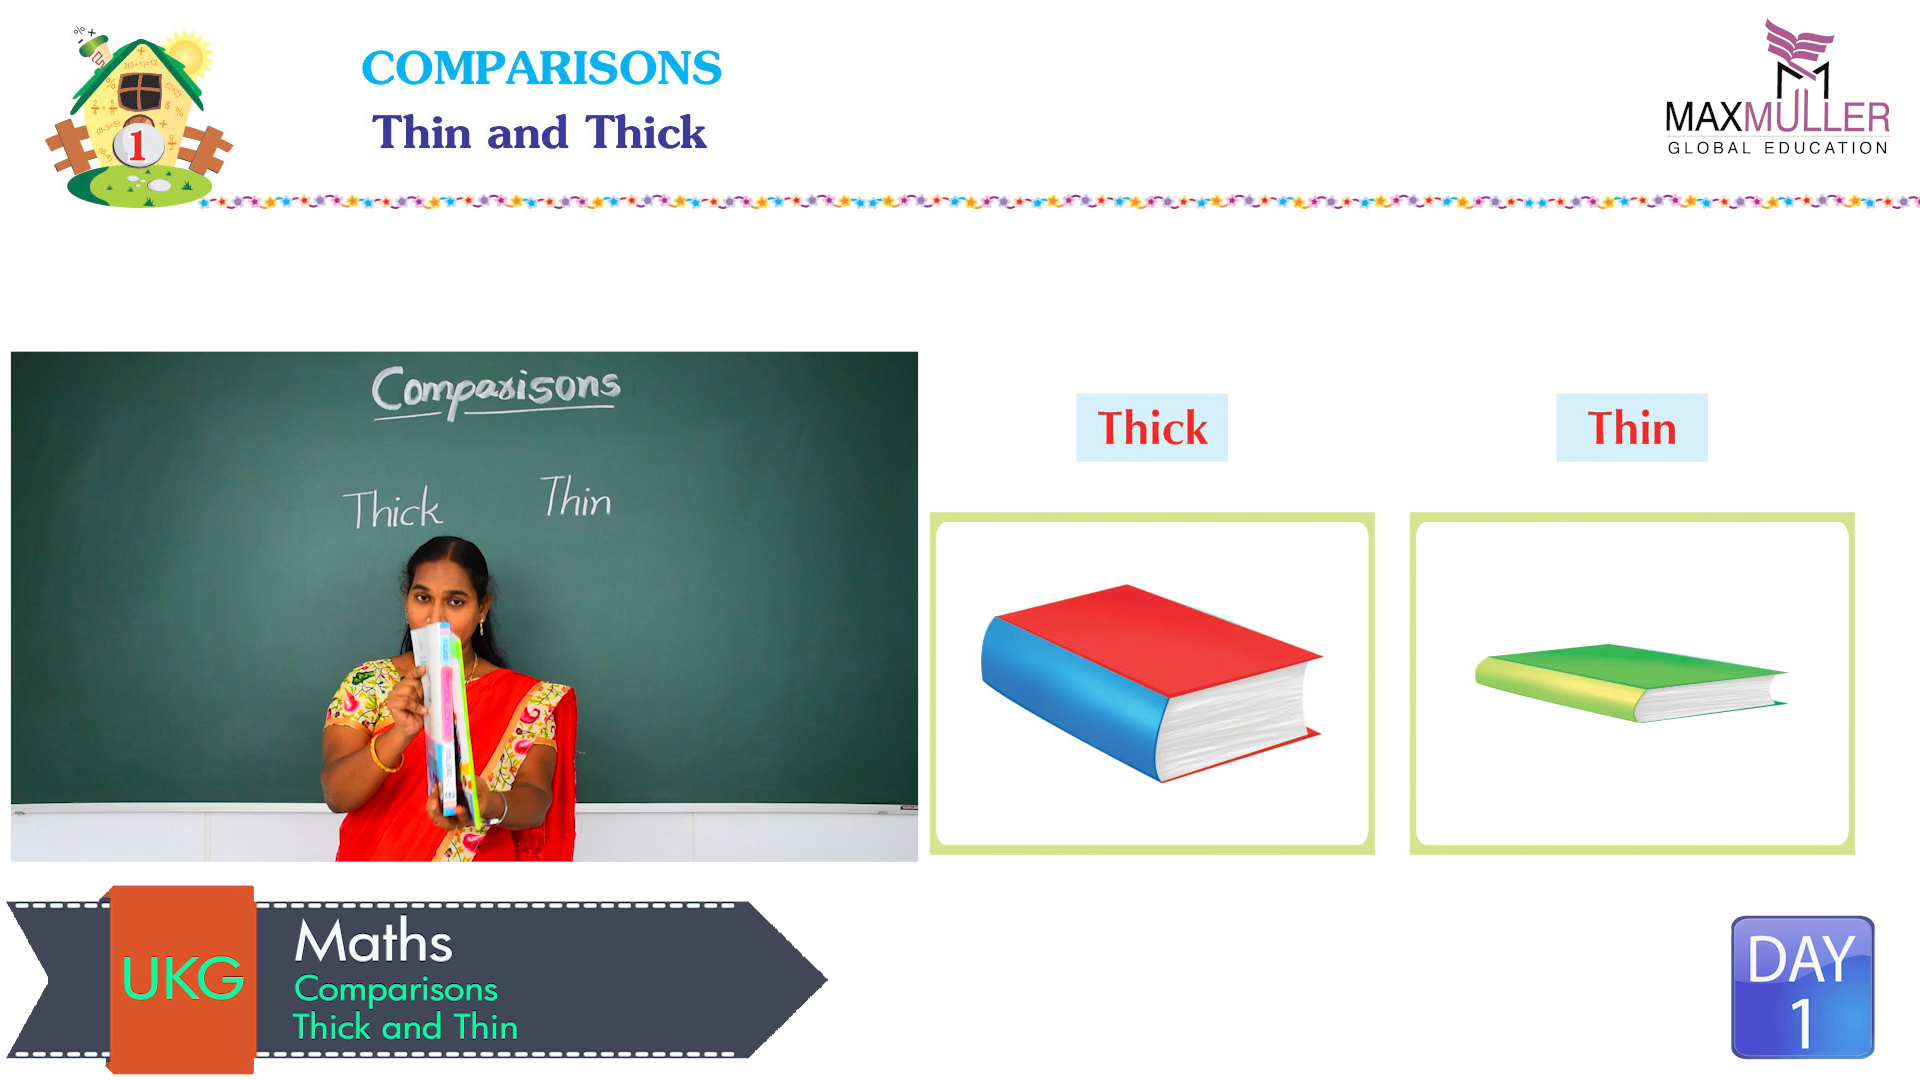 COMPARISONS
Thin and Thick
1
MAXMULLER
GLOBAL EDUCATION
Comparisons
Thick Thin
Thick
Thin
UKG
Maths
Comparisons
Thick and Thin
DAY
1